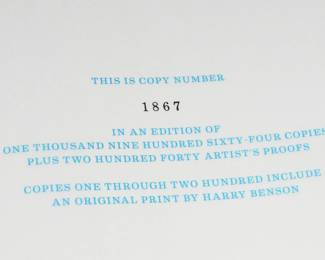 THIS IS COPY NUMBER
1867
IN AN EDITION OF
ONE THOUSAND NINE HUNDRED SIXTY-FOUR COPIES
PLUS TWO HUNDRED FORTY ARTIST'S PROOFS
COPIES ONE THROUGH TWO HUNDRED INCLUDE
AN ORIGINAL PRINT BY HARRY BENSON